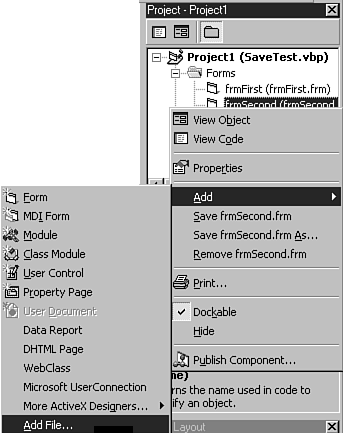 Project - Project1
Project1 (SaveTest.vbp)
Forms
frmFirst (frmFirst.frm)
frmSecond (frmSecond
View Object
View Code
Properties
Add
Save frmSecond.frm
Save frmSecond.frm As...
Remove frmSecond.frm
Print...
Dockable
Hide
Publish Component...
Form
MDI Form
Module
Class Module
User Control
Property Page
User Document
Data Report
DHTML Page
WebClass
Microsoft UserConnection
More ActiveX Designers...
Add File...
me)
rns the name used in code to
ify an object.
Layout